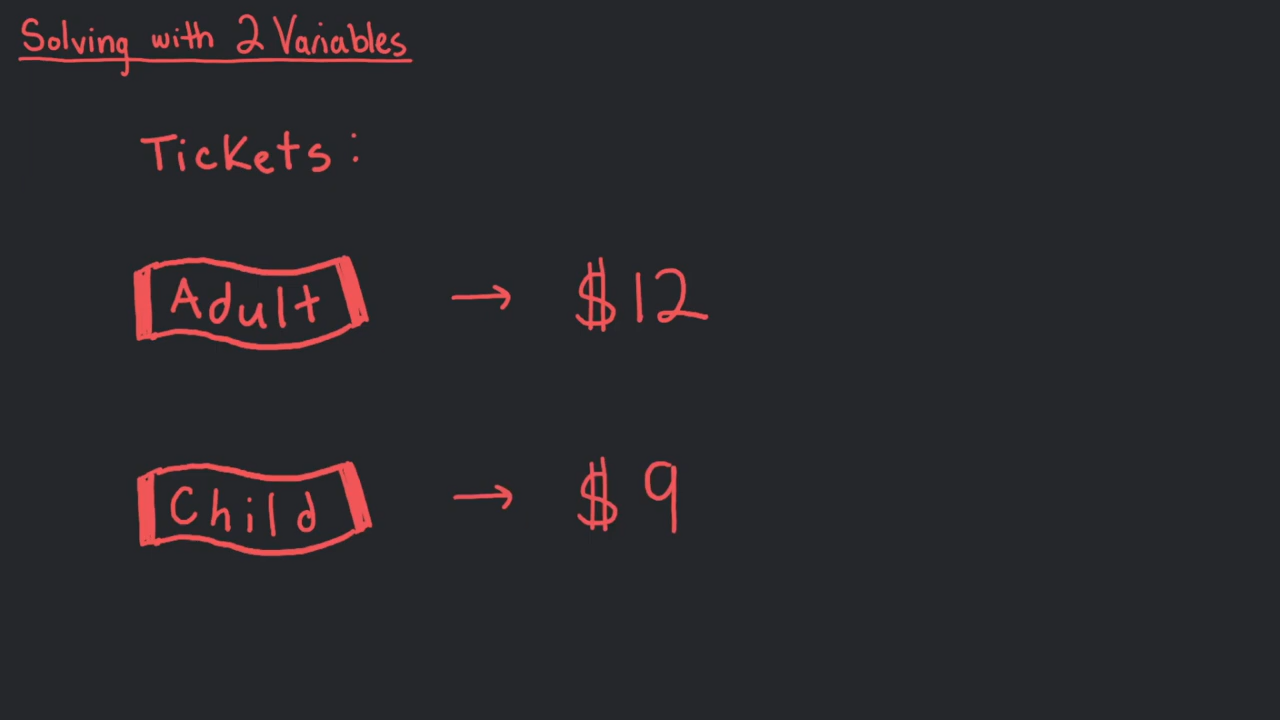 Solving with 2 Variables
Tickets:
Adult → $12
Child → $9